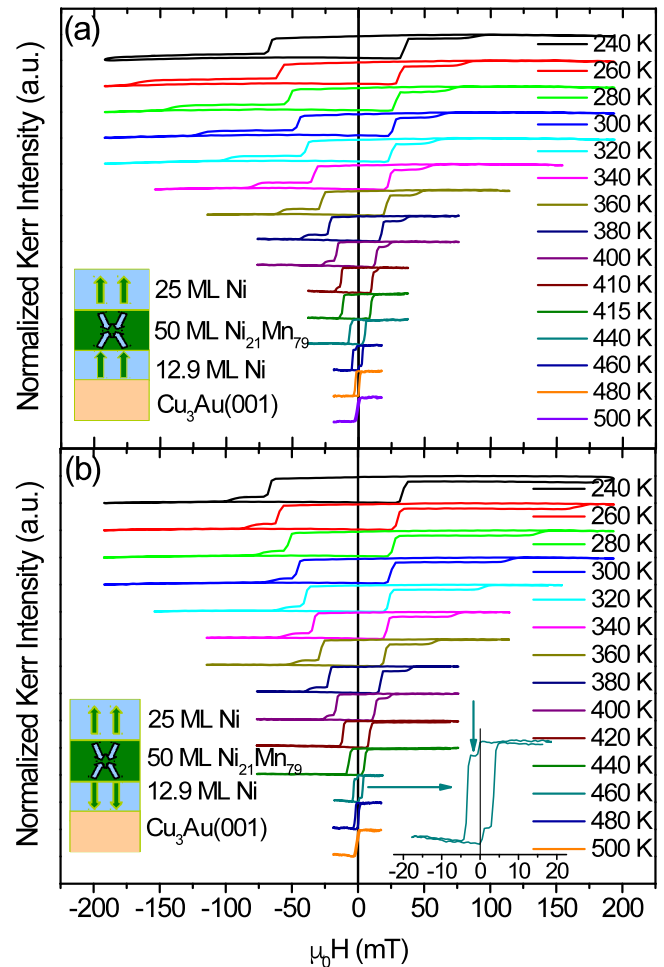 (a)
Normalized Kerr Intensity (a.u.)
240 K
260 K
280 K
300 K
320 K
340 K
360 K
380 K
400 K
410 K
415 K
440 K
460 K
480 K
500 K
25 ML Ni
50 ML Ni₂₁Mn₇₉
12.9 ML Ni
Cu₃Au(001)
(b)
Normalized Kerr Intensity (a.u.)
240 K
260 K
280 K
300 K
320 K
340 K
360 K
380 K
400 K
420 K
440 K
460 K
480 K
500 K
25 ML Ni
50 ML Ni₂₁Mn₇₉
12.9 ML Ni
Cu₃Au(001)
-20 -10 0 10 20
-200 -150 -100 -50 0 50 100 150 200
μ₀H (mT)